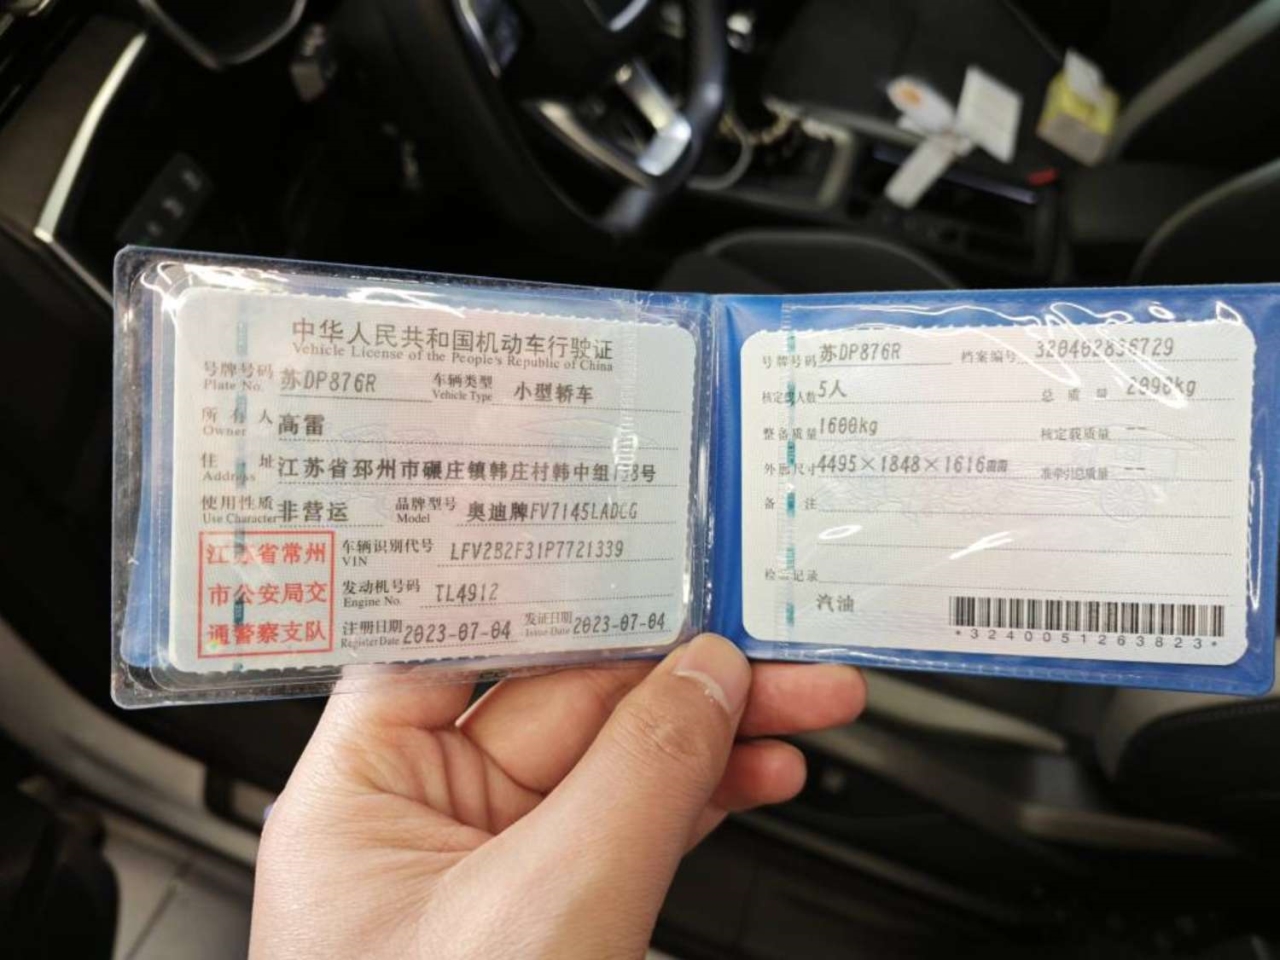 中华人民共和国机动车行驶证
Vehicle License of the People's Republic of China
号牌号码 苏DP876R 车辆类型 小型轿车
Plate No. Vehicle Type
所有人 高雷
Owner
住址 江苏省邳州市碾庄镇韩庄村韩中组 号
Address
使用性质 非营运 品牌型号 奥迪牌FV7145LADCG
Use Character Model
江苏省常州
市公安局交
通警察支队
车辆识别代号 LFV2B2F31P7721339
VIN
发动机号码 TL4912
Engine No.
注册日期 2023-07-04 发证日期 2023-07-04
Register Date Issue Date
号牌号码 苏DP876R 档案编号 320402836729
核定载人数 5人 总质量 2090kg
整备质量 1600kg 核定载质量 --
外廓尺寸 4495×1848×1616mm 准牵引总质量 --
备注
检验记录
汽油
*3240051263823*